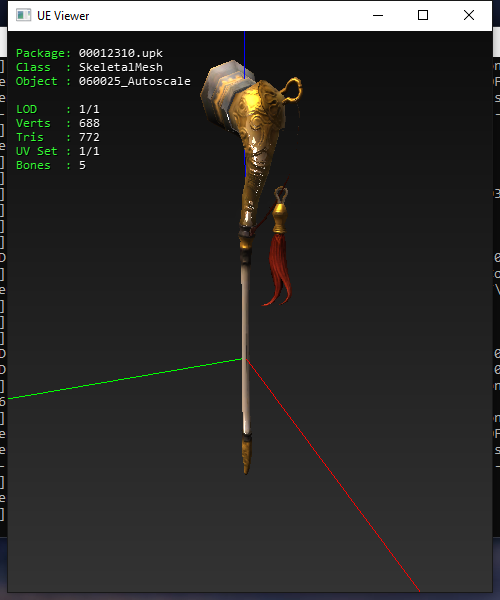 UE Viewer
Package: 00012310.upk
Class  : SkeletalMesh
Object : 060025_Autoscale
LOD    : 1/1
Verts  : 688
Tris   : 772
UV Set : 1/1
Bones  : 5